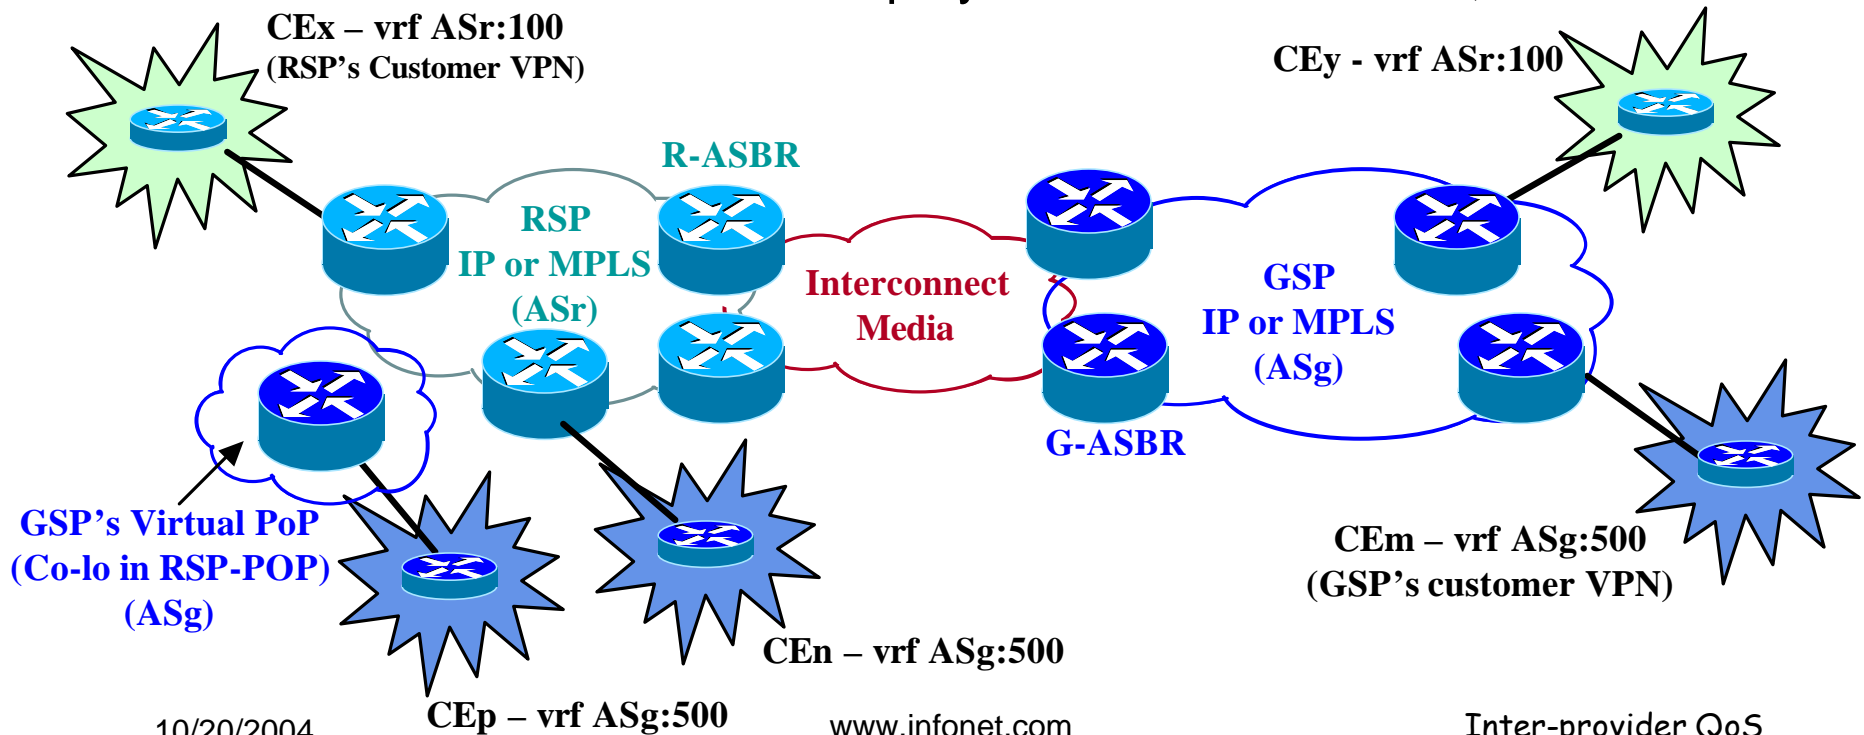 CEx – vrf ASr:100
(RSP's Customer VPN)
CEy - vrf ASr:100
R-ASBR
RSP
IP or MPLS
(ASr)
Interconnect
Media
GSP
IP or MPLS
(ASg)
G-ASBR
GSP's Virtual PoP
(Co-lo in RSP-POP)
(ASg)
CEm – vrf ASg:500
(GSP's customer VPN)
CEn – vrf ASg:500
CEp – vrf ASg:500
10/20/2004
www.infonet.com
Inter-provider QoS